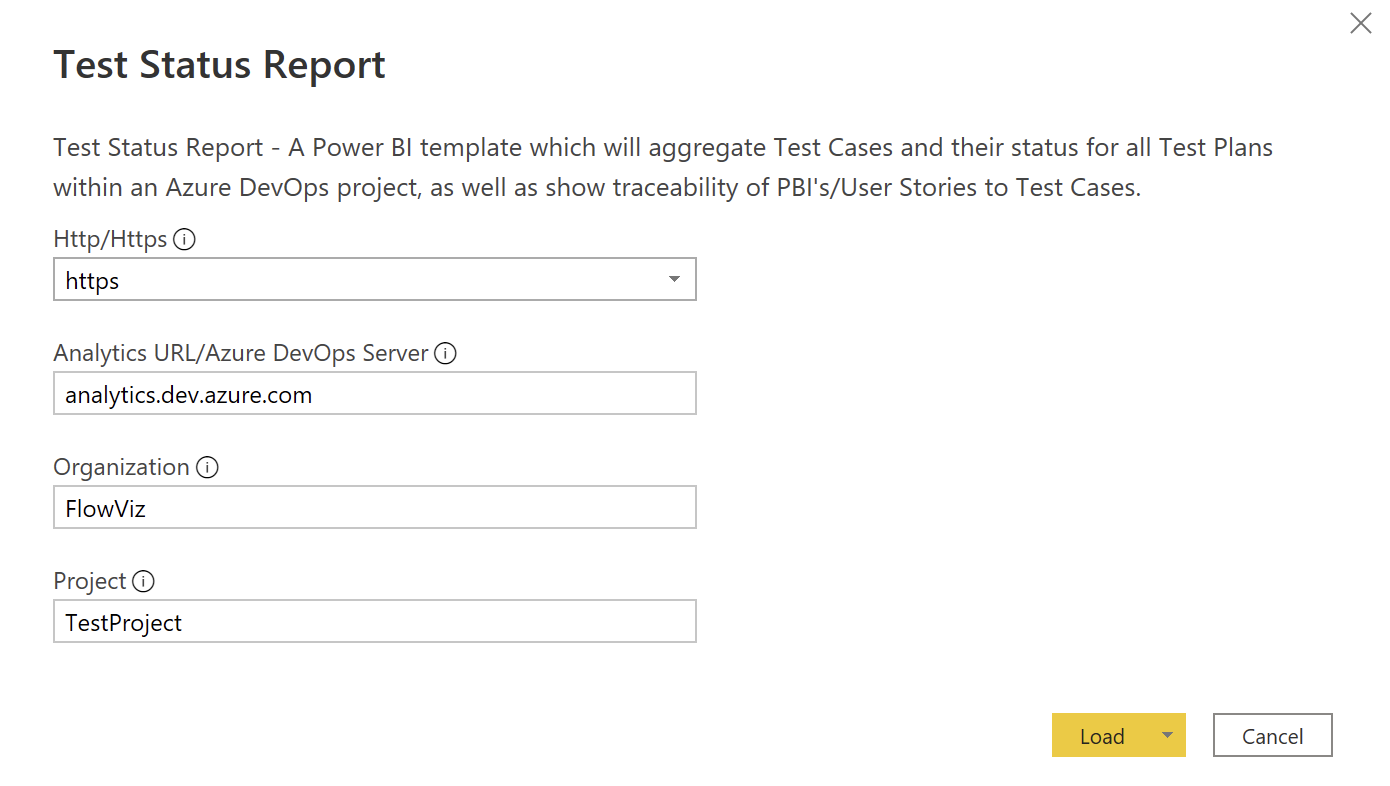 Test Status Report
Test Status Report - A Power BI template which will aggregate Test Cases and their status for all Test Plans
within an Azure DevOps project, as well as show traceability of PBI's/User Stories to Test Cases.
Http/Https
https
Analytics URL/Azure DevOps Server
analytics.dev.azure.com
Organization
FlowViz
Project
TestProject
Load
Cancel